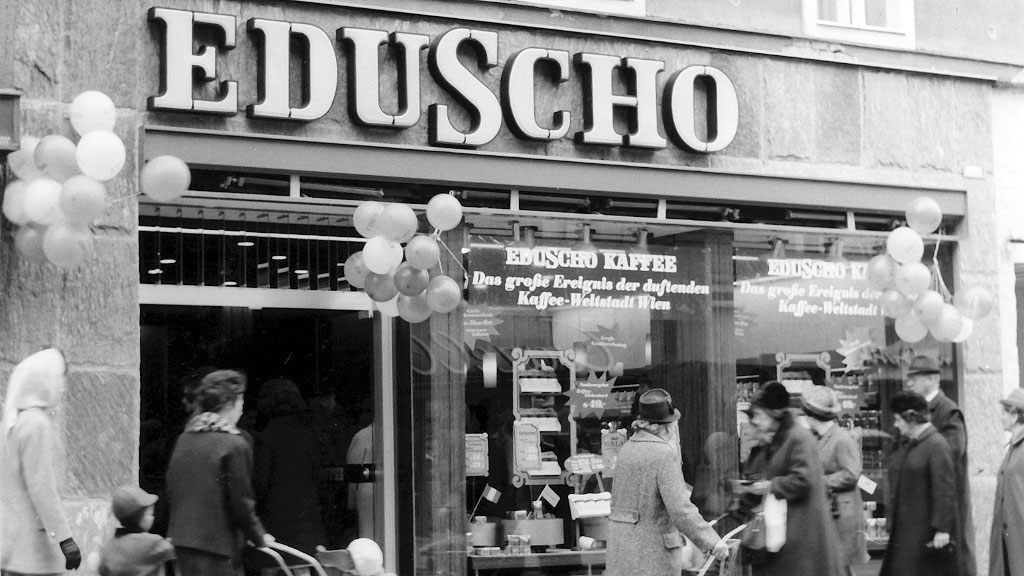 EDUSCHO
EDUSCHO KAFFEE
Das große Ereignis der duftenden
Kaffee-Weltstadt Wien
EDUSCHO K
Das große Ereignis der
Kaffee-Weltstadt